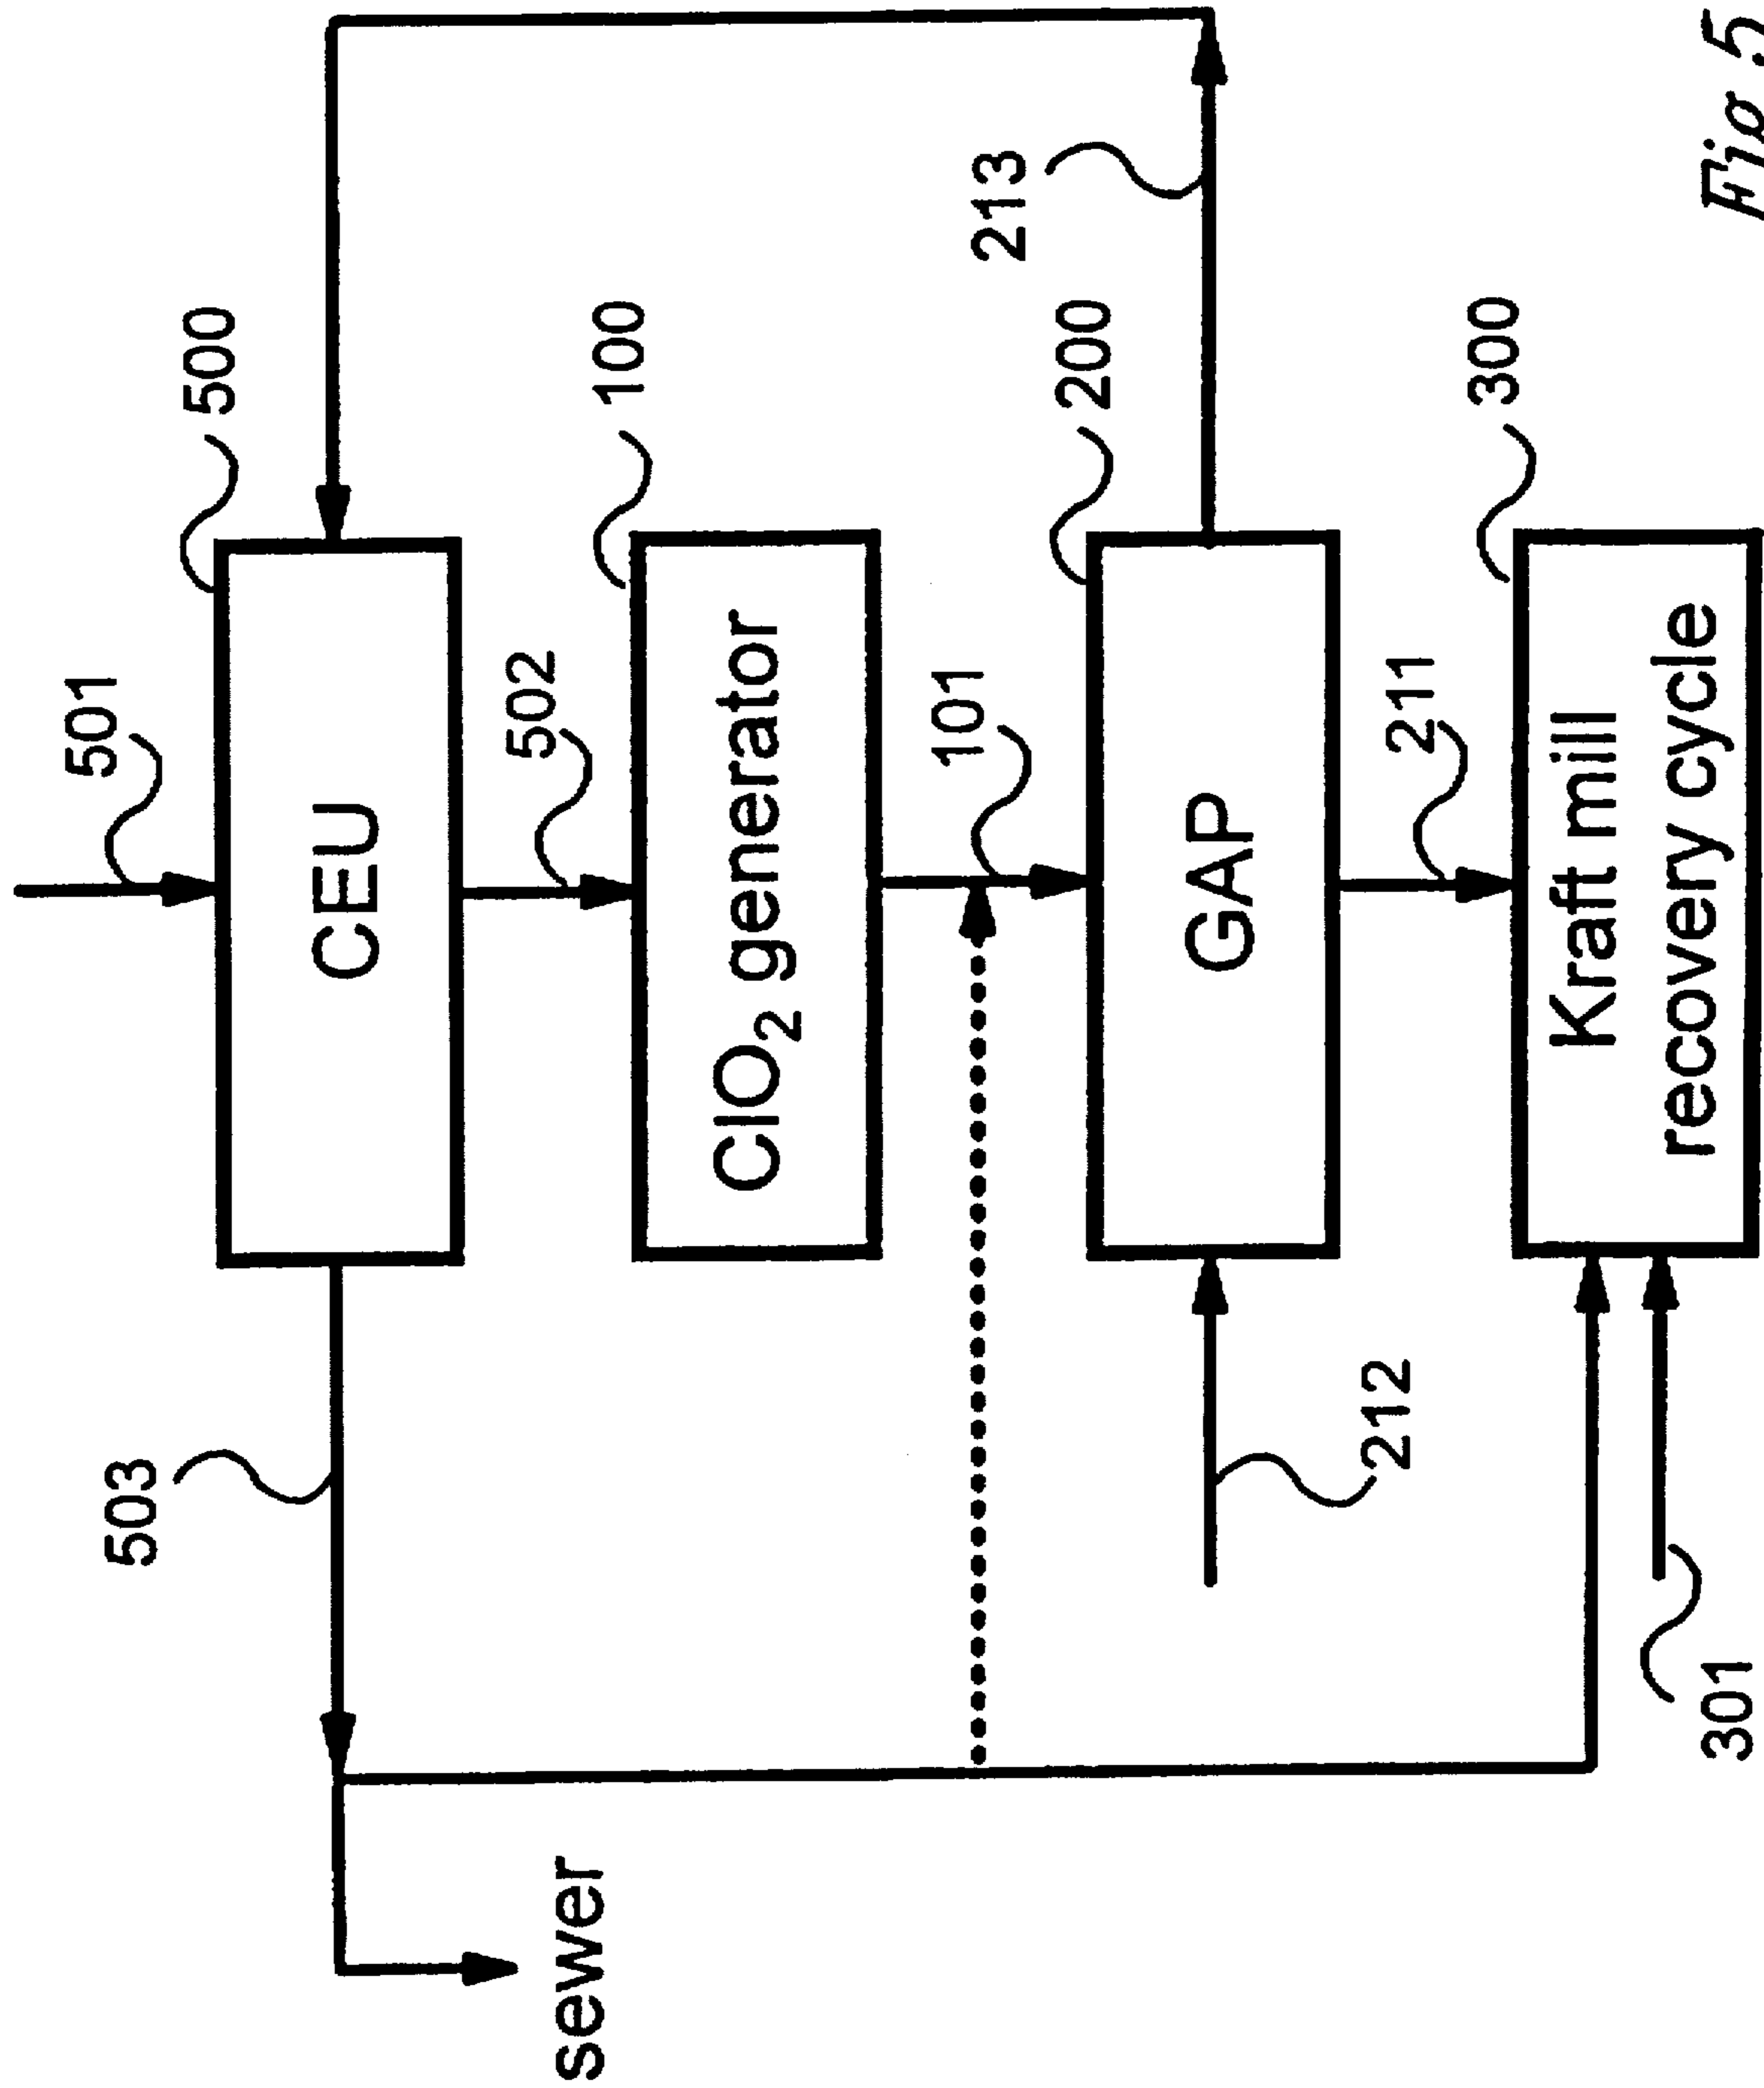 501
500
CEU
503
502
100
ClO₂ generator
sewer
101
213
200
GAP
212
211
300
Kraft mill
recovery cycle
301
Fig.5